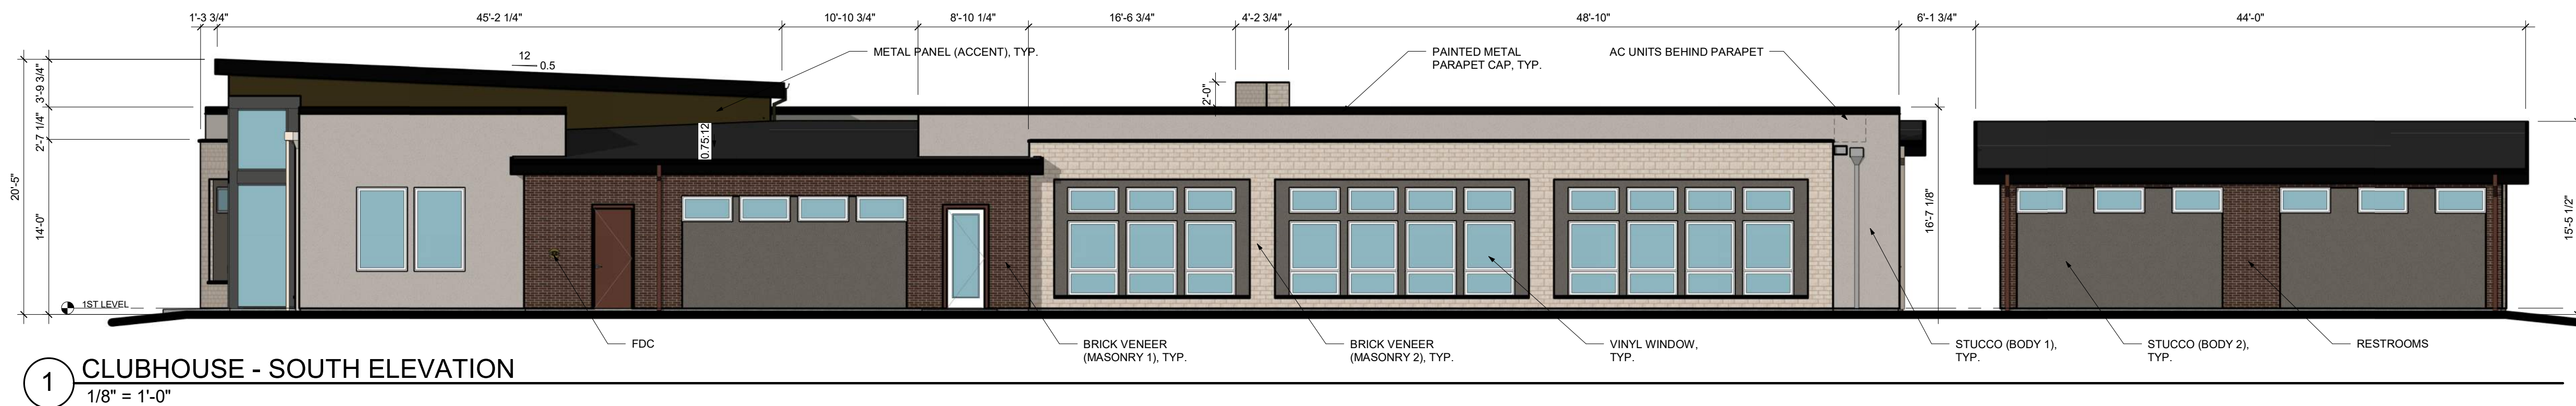 1'-3 3/4"
45'-2 1/4"
10'-10 3/4"
8'-10 1/4"
16'-6 3/4"
4'-2 3/4"
48'-10"
6'-1 3/4"
44'-0"
12
0.5
METAL PANEL (ACCENT), TYP.
PAINTED METAL
PARAPET CAP, TYP.
AC UNITS BEHIND PARAPET
3'-9 3/4"
2'-7 1/4"
14'-0"
20'-5"
2'-0"
0.75:12
16'-7 1/8"
15'-5 1/2"
1ST LEVEL
FDC
BRICK VENEER
(MASONRY 1), TYP.
BRICK VENEER
(MASONRY 2), TYP.
VINYL WINDOW,
TYP.
STUCCO (BODY 1),
TYP.
STUCCO (BODY 2),
TYP.
RESTROOMS
1
CLUBHOUSE - SOUTH ELEVATION
1/8" = 1'-0"